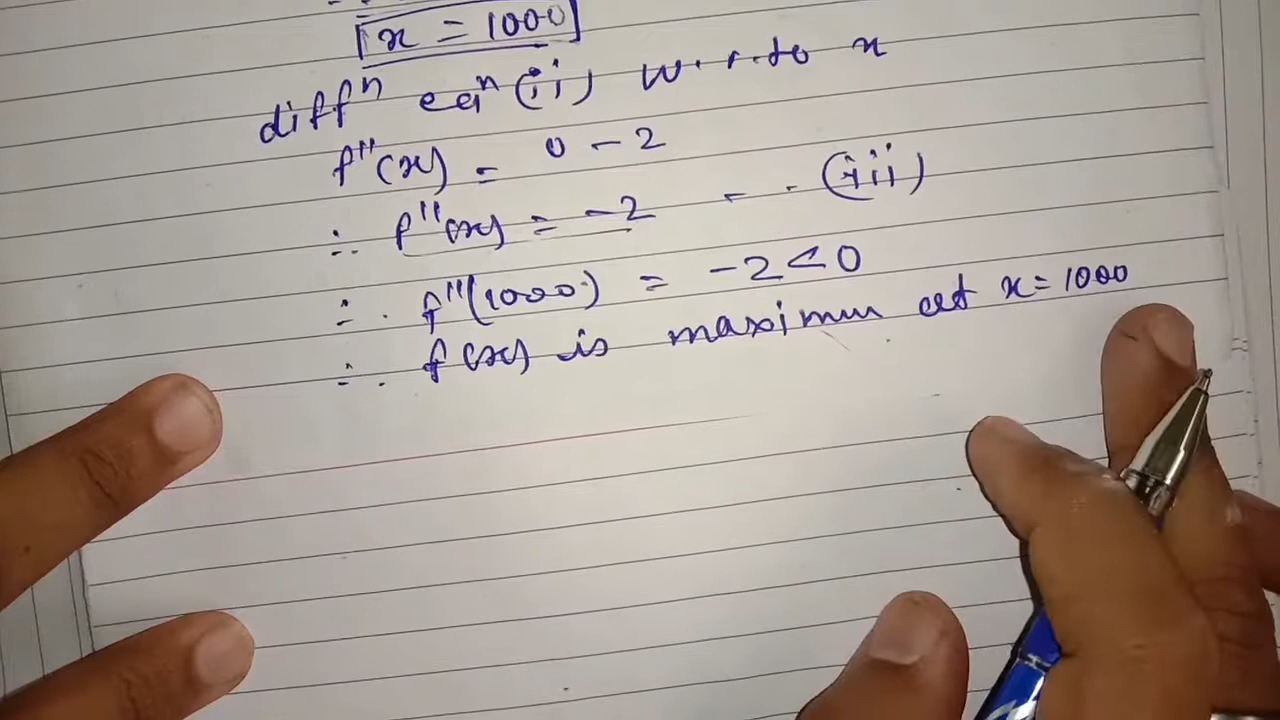 x = 1000
diffⁿ eqⁿ (ii) w.r.to x
f''(x) = 0 - 2
∴ f''(x) = -2 - - (iii)
∴ f''(1000) = -2 < 0
∴ f(x) is maximum at x = 1000